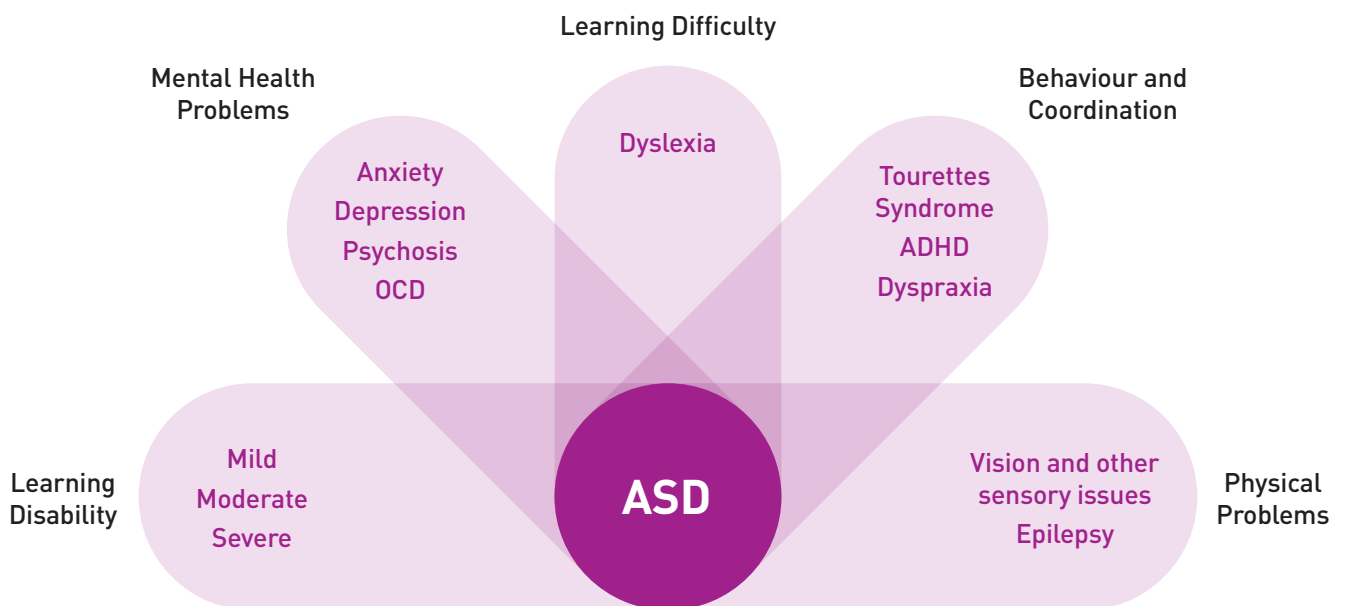 Learning Difficulty
Mental Health
Problems
Behaviour and
Coordination
Dyslexia
Anxiety
Depression
Psychosis
OCD
Tourettes
Syndrome
ADHD
Dyspraxia
Learning
Disability
Mild
Moderate
Severe
ASD
Vision and other
sensory issues
Epilepsy
Physical
Problems